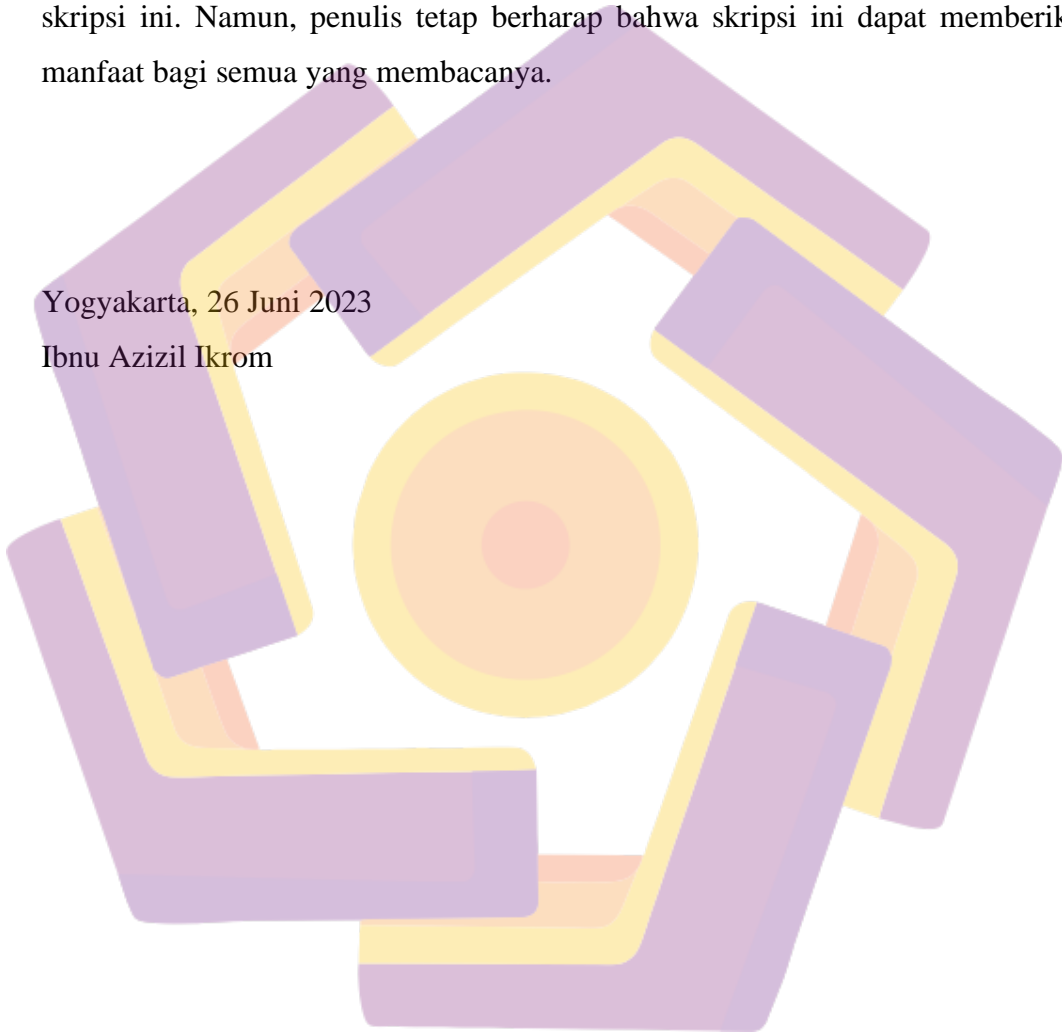 skripsi ini. Namun, penulis tetap berharap bahwa skripsi ini dapat memberik
manfaat bagi semua yang membacanya.
Yogyakarta, 26 Juni 2023
Ibnu Azizil Ikrom